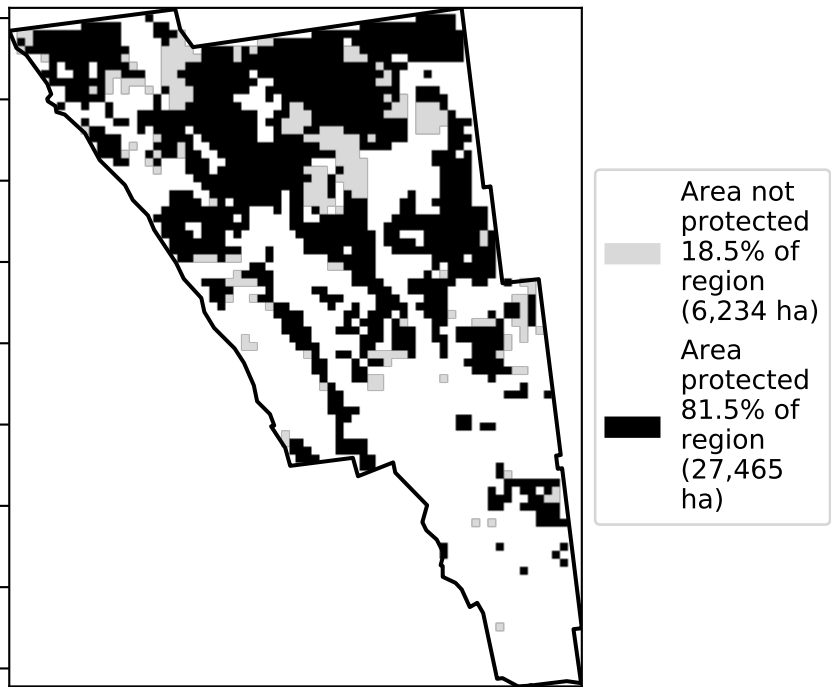 Area not
protected
18.5% of
region
(6,234 ha)
Area
protected
81.5% of
region
(27,465
ha)